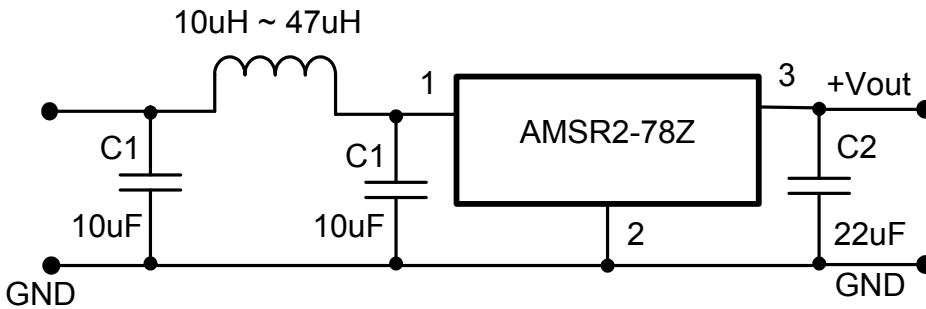 10uH ~ 47uH
1
3
+Vout
AMSR2-78Z
C1
C1
C2
10uF
10uF
2
22uF
GND
GND